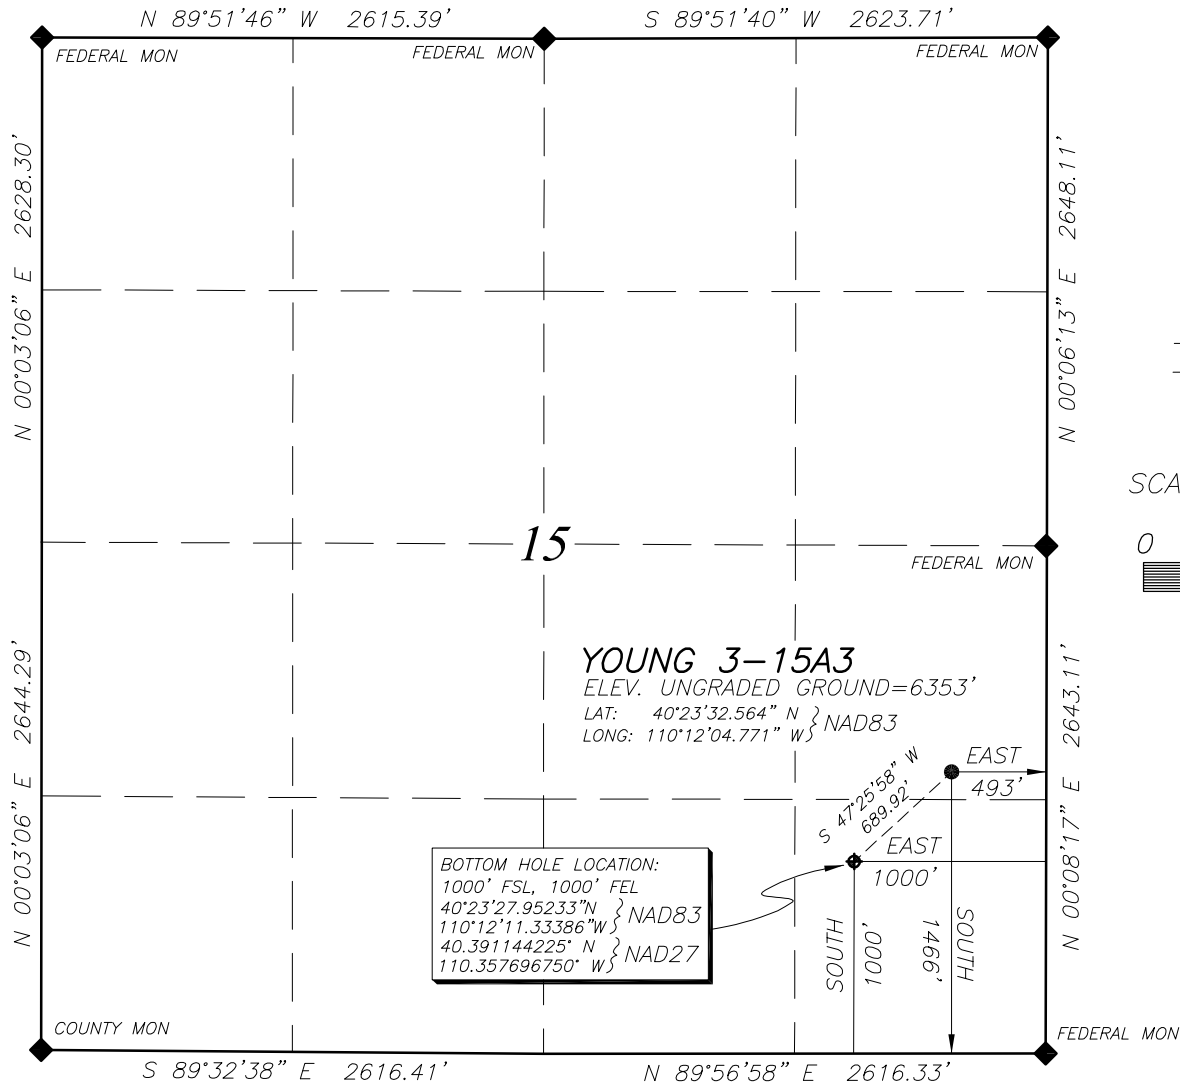 N 89°51'46" W 2615.39'
S 89°51'40" W 2623.71'
FEDERAL MON
FEDERAL MON
FEDERAL MON
N 00°03'06" E 2628.30'
N 00°06'13" E 2648.11'
SCA
0
15
FEDERAL MON
YOUNG 3-15A3
ELEV. UNGRADED GROUND=6353'
LAT: 40°23'32.564" N
LONG: 110°12'04.771" W
NAD83
N 00°03'06" E 2644.29'
N 00°08'17" E 2643.11'
EAST
493'
S 47°25'58" W
689.92'
EAST
1000'
BOTTOM HOLE LOCATION:
1000' FSL, 1000' FEL
40°23'27.95233"N
110°12'11.33386"W
NAD83
40.391144225° N
110.357696750° W
NAD27
SOUTH
1000'
SOUTH
1466'
COUNTY MON
FEDERAL MON
S 89°32'38" E 2616.41'
N 89°56'58" E 2616.33'